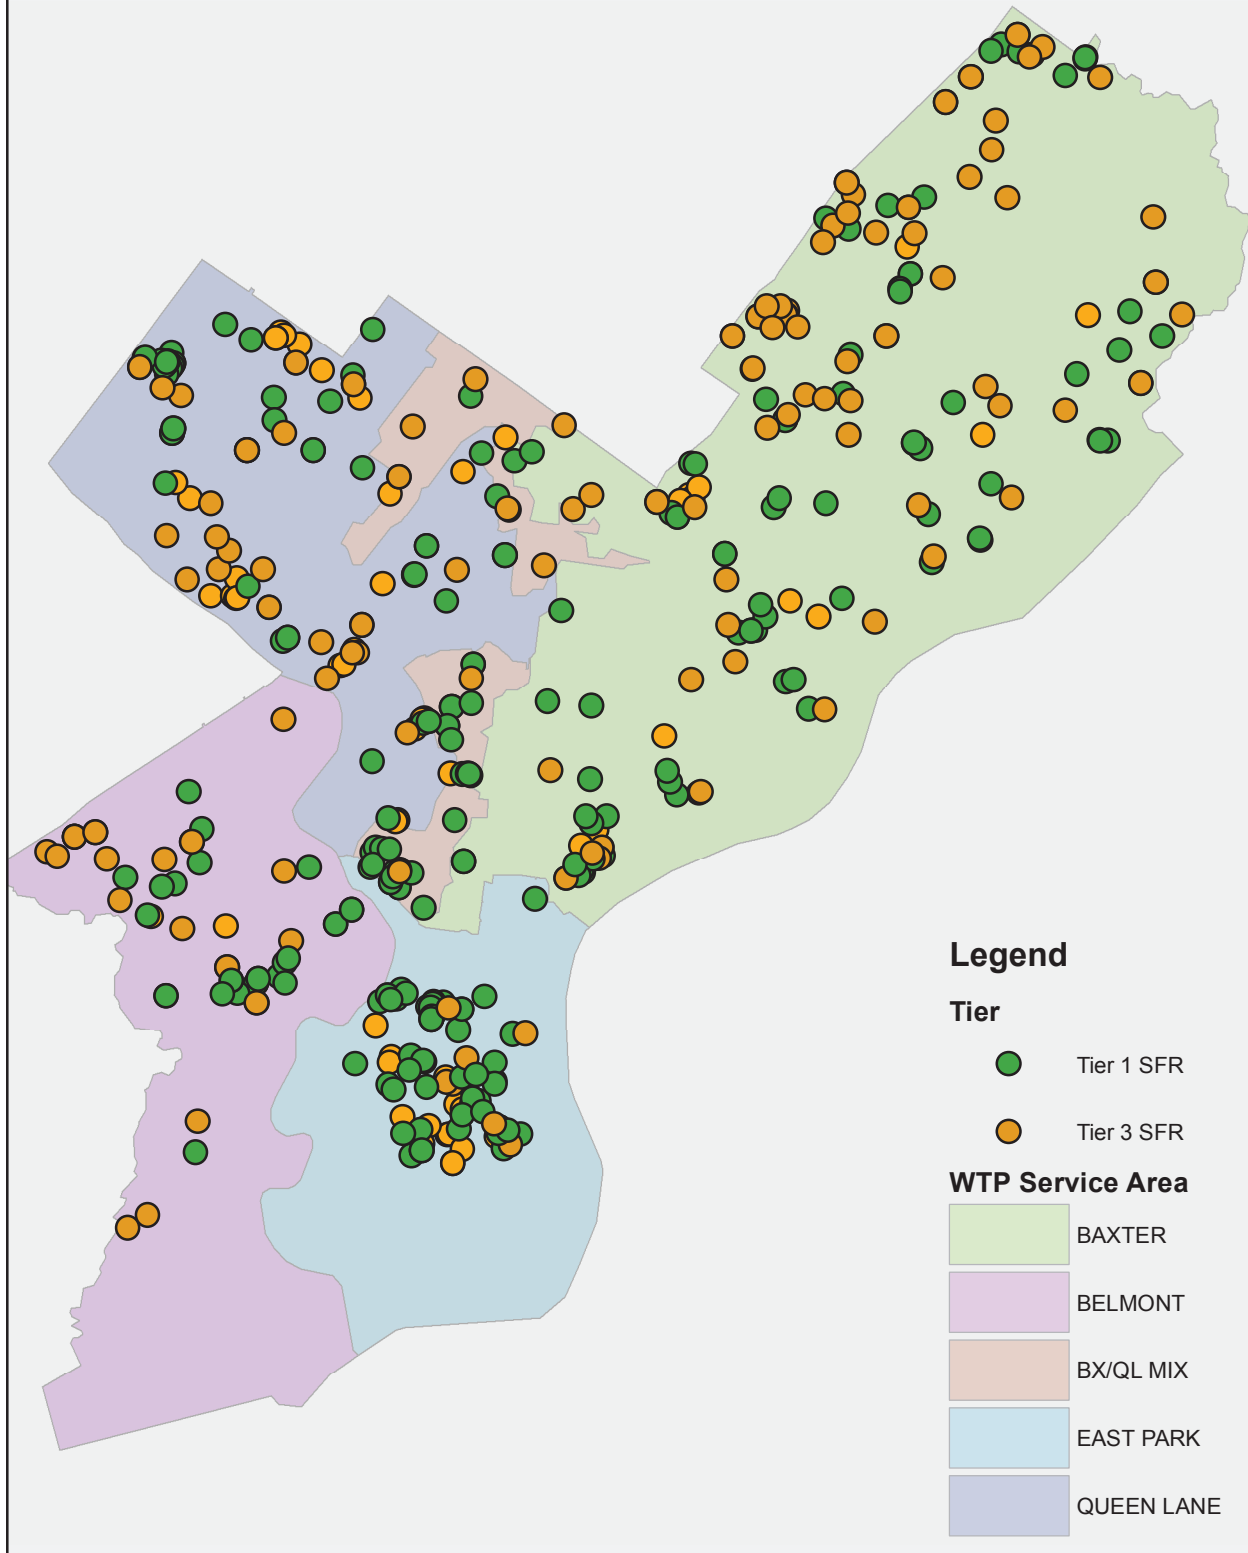 Legend
Tier
Tier 1 SFR
Tier 3 SFR
WTP Service Area
BAXTER
BELMONT
BX/QL MIX
EAST PARK
QUEEN LANE